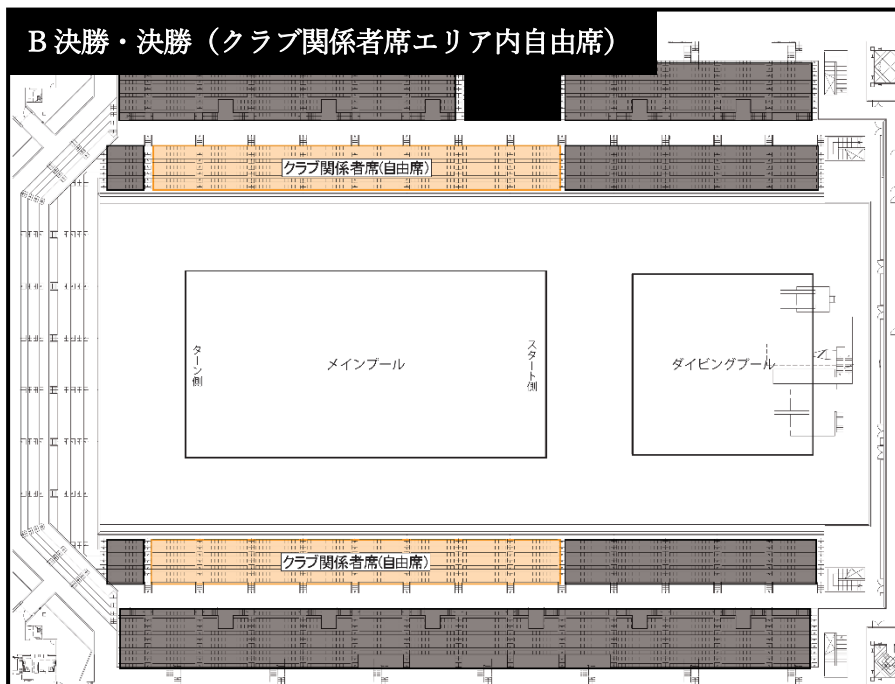 B 決勝・決勝（クラブ関係者席エリア内自由席）
クラブ関係者席(自由席)
ターン側
メインプール
スタート側
ダイビングプール
クラブ関係者席(自由席)